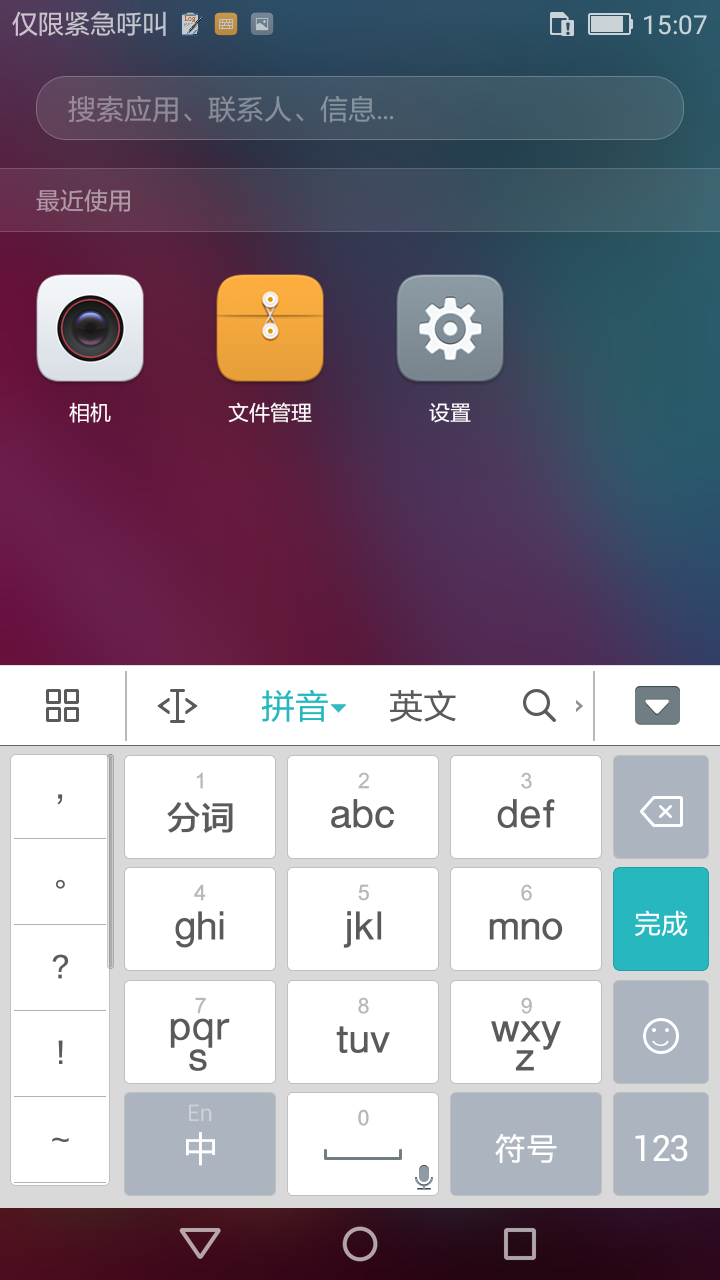 仅限紧急呼叫 15:07
搜索应用、联系人、信息...
最近使用
相机 文件管理 设置
拼音 英文
, 1 分词 2 abc 3 def
。 4 ghi 5 jkl 6 mno 完成
? 7 pqrs 8 tuv 9 wxyz
!
~ En 中 0 符号 123